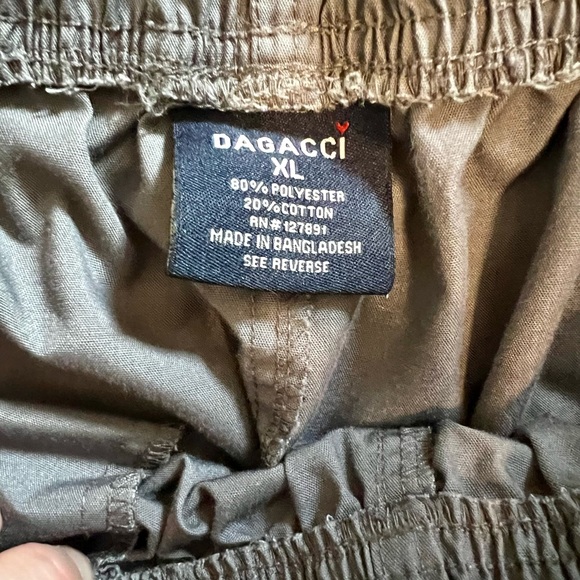 DAGACCi
XL
80% POLYESTER
20% COTTON
RN# 127891
MADE IN BANGLADESH
SEE REVERSE